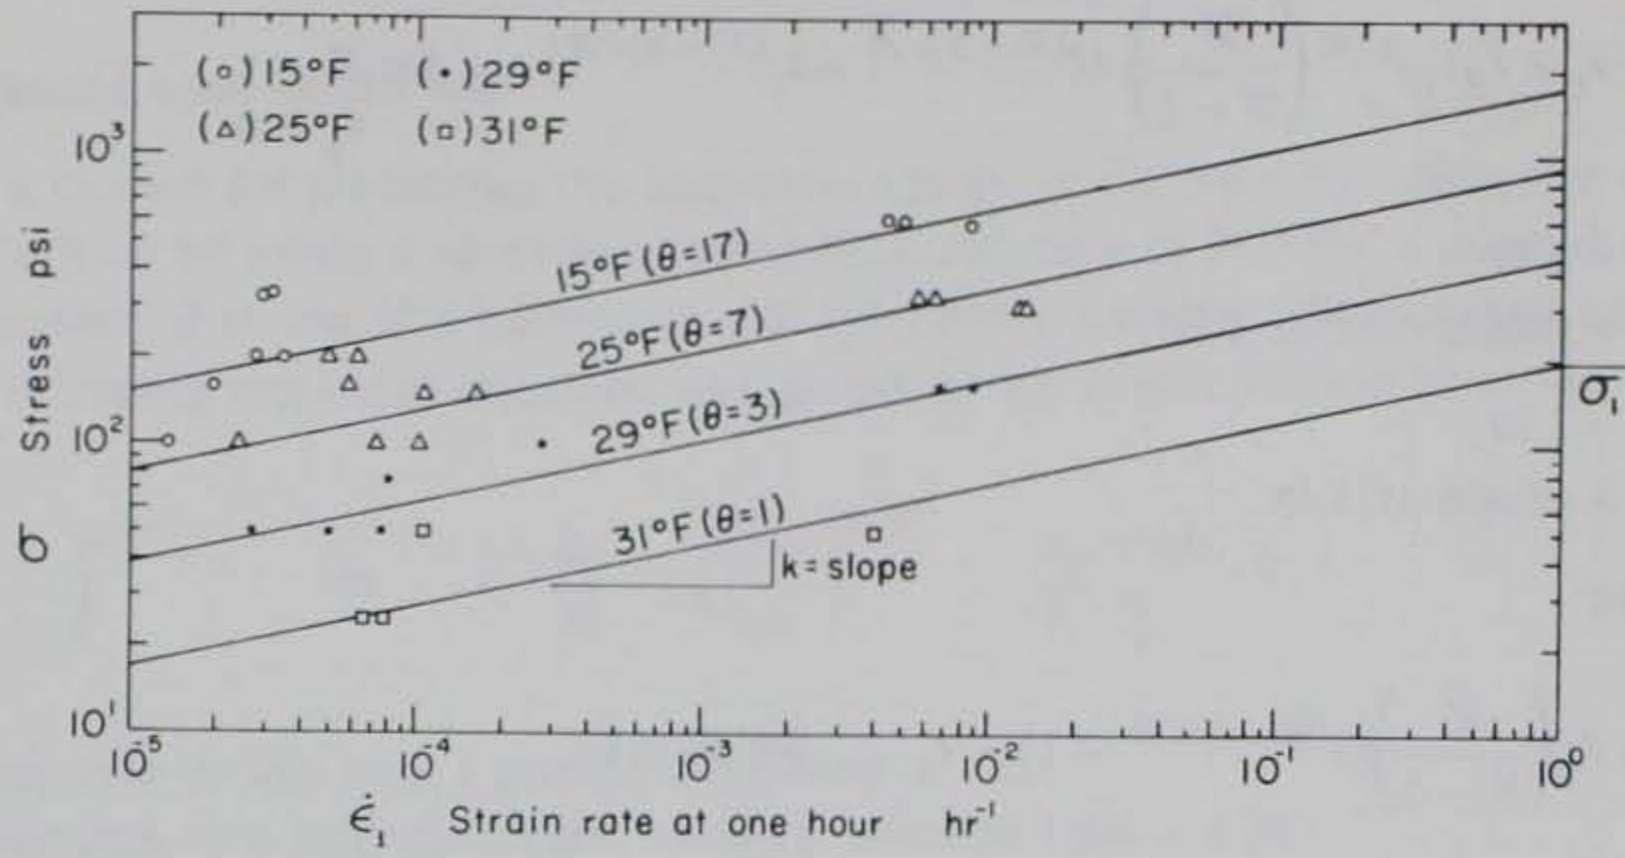 (○) 15°F (•) 29°F
(△) 25°F (□) 31°F
10³
10²
10¹
σ Stress psi
15°F (θ=17)
25°F (θ=7)
29°F (θ=3)
31°F (θ=1)
k = slope
σ₁
10⁻⁵ 10⁻⁴ 10⁻³ 10⁻² 10⁻¹ 10⁰
ε̇₁ Strain rate at one hour hr⁻¹